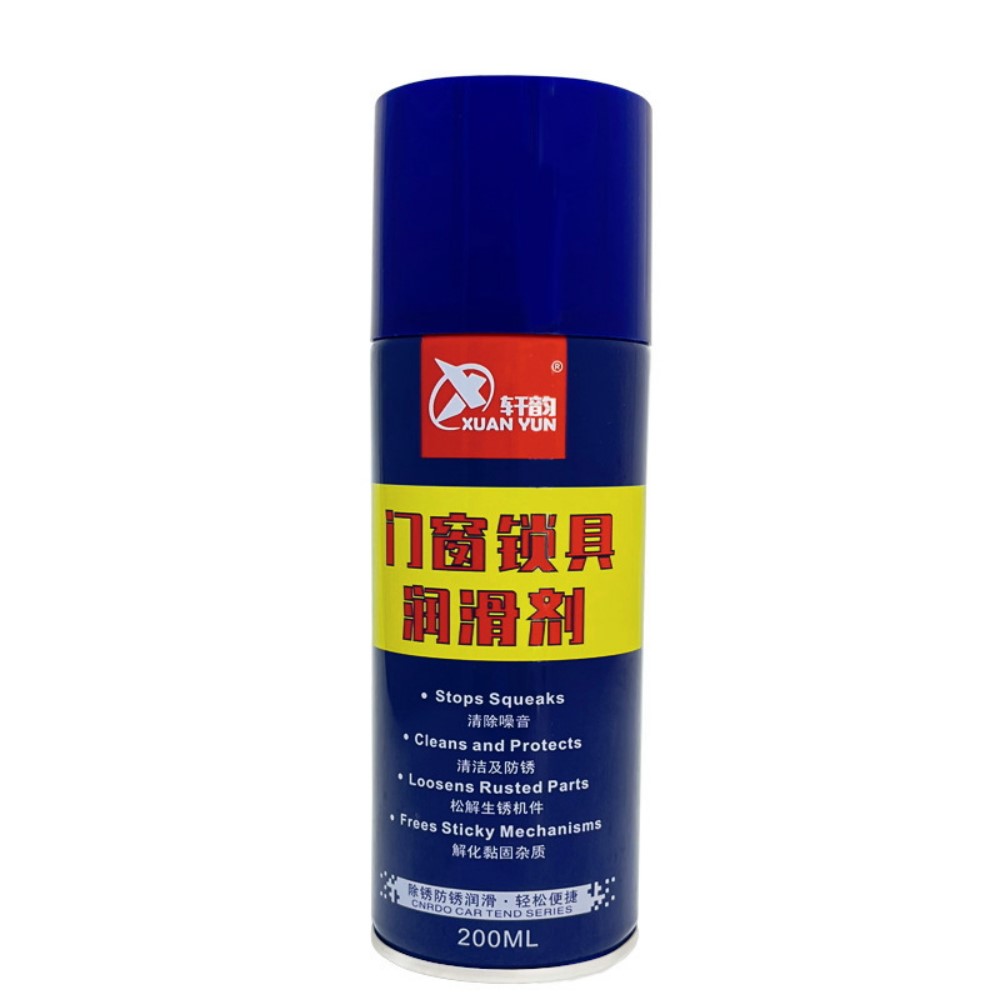 ®
轩韵
XUAN YUN
门窗锁具
润滑剂
• Stops Squeaks
清除噪音
• Cleans and Protects
清洁及防锈
• Loosens Rusted Parts
松解生锈机件
• Frees Sticky Mechanisms
解化黏固杂质
除锈防锈润滑·轻松便捷
CNRDO CAR TEND SERIES
200ML